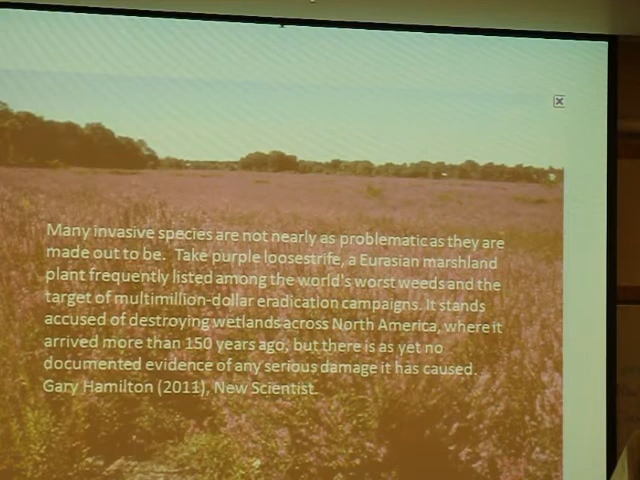 Many invasive species are not nearly as problematic as they are
made out to be. Take purple loosestrife, a Eurasian marshland
plant frequently listed among the world's worst weeds and the
target of multimillion-dollar eradication campaigns. It stands
accused of destroying wetlands across North America, where it
arrived more than 150 years ago, but there is as yet no
documented evidence of any serious damage it has caused.
Gary Hamilton (2011), New Scientist.